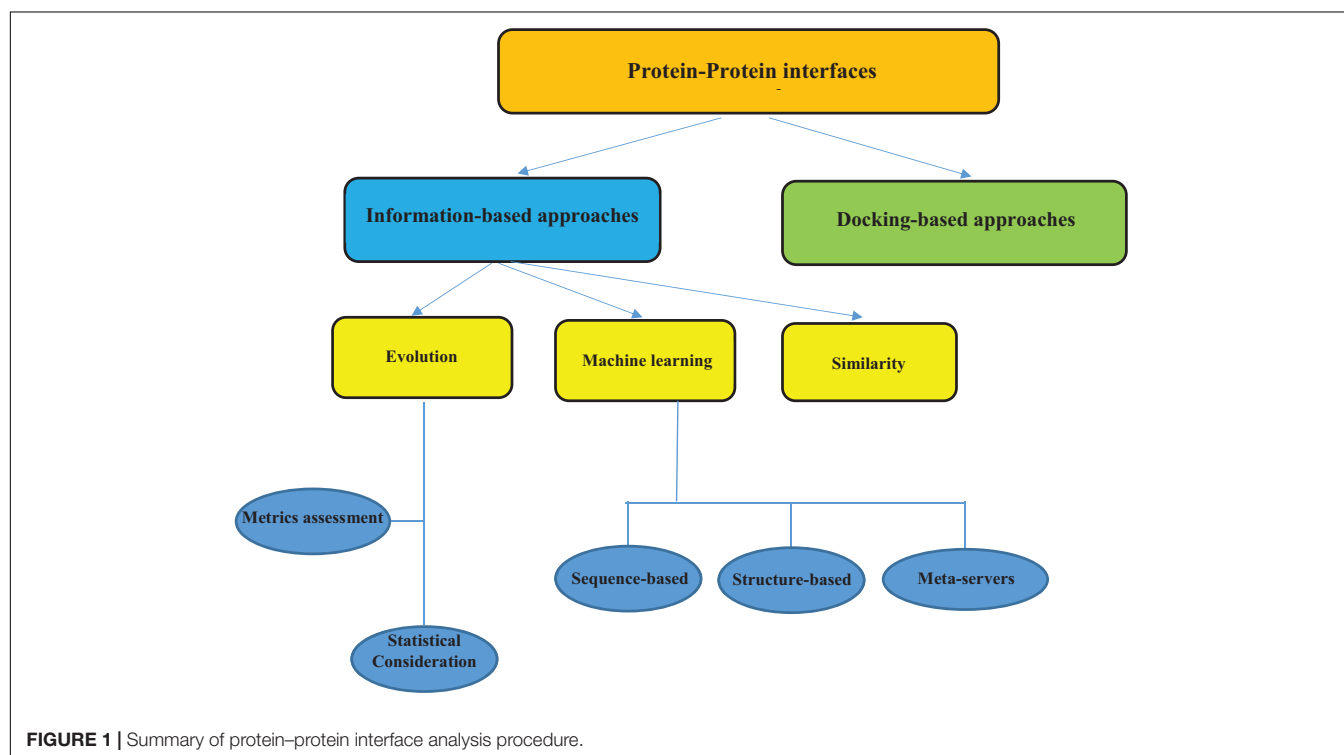 Protein-Protein interfaces
Information-based approaches
Docking-based approaches
Evolution
Machine learning
Similarity
Metrics assessment
Sequence-based
Structure-based
Meta-servers
Statistical
Consideration
FIGURE 1 | Summary of protein–protein interface analysis procedure.